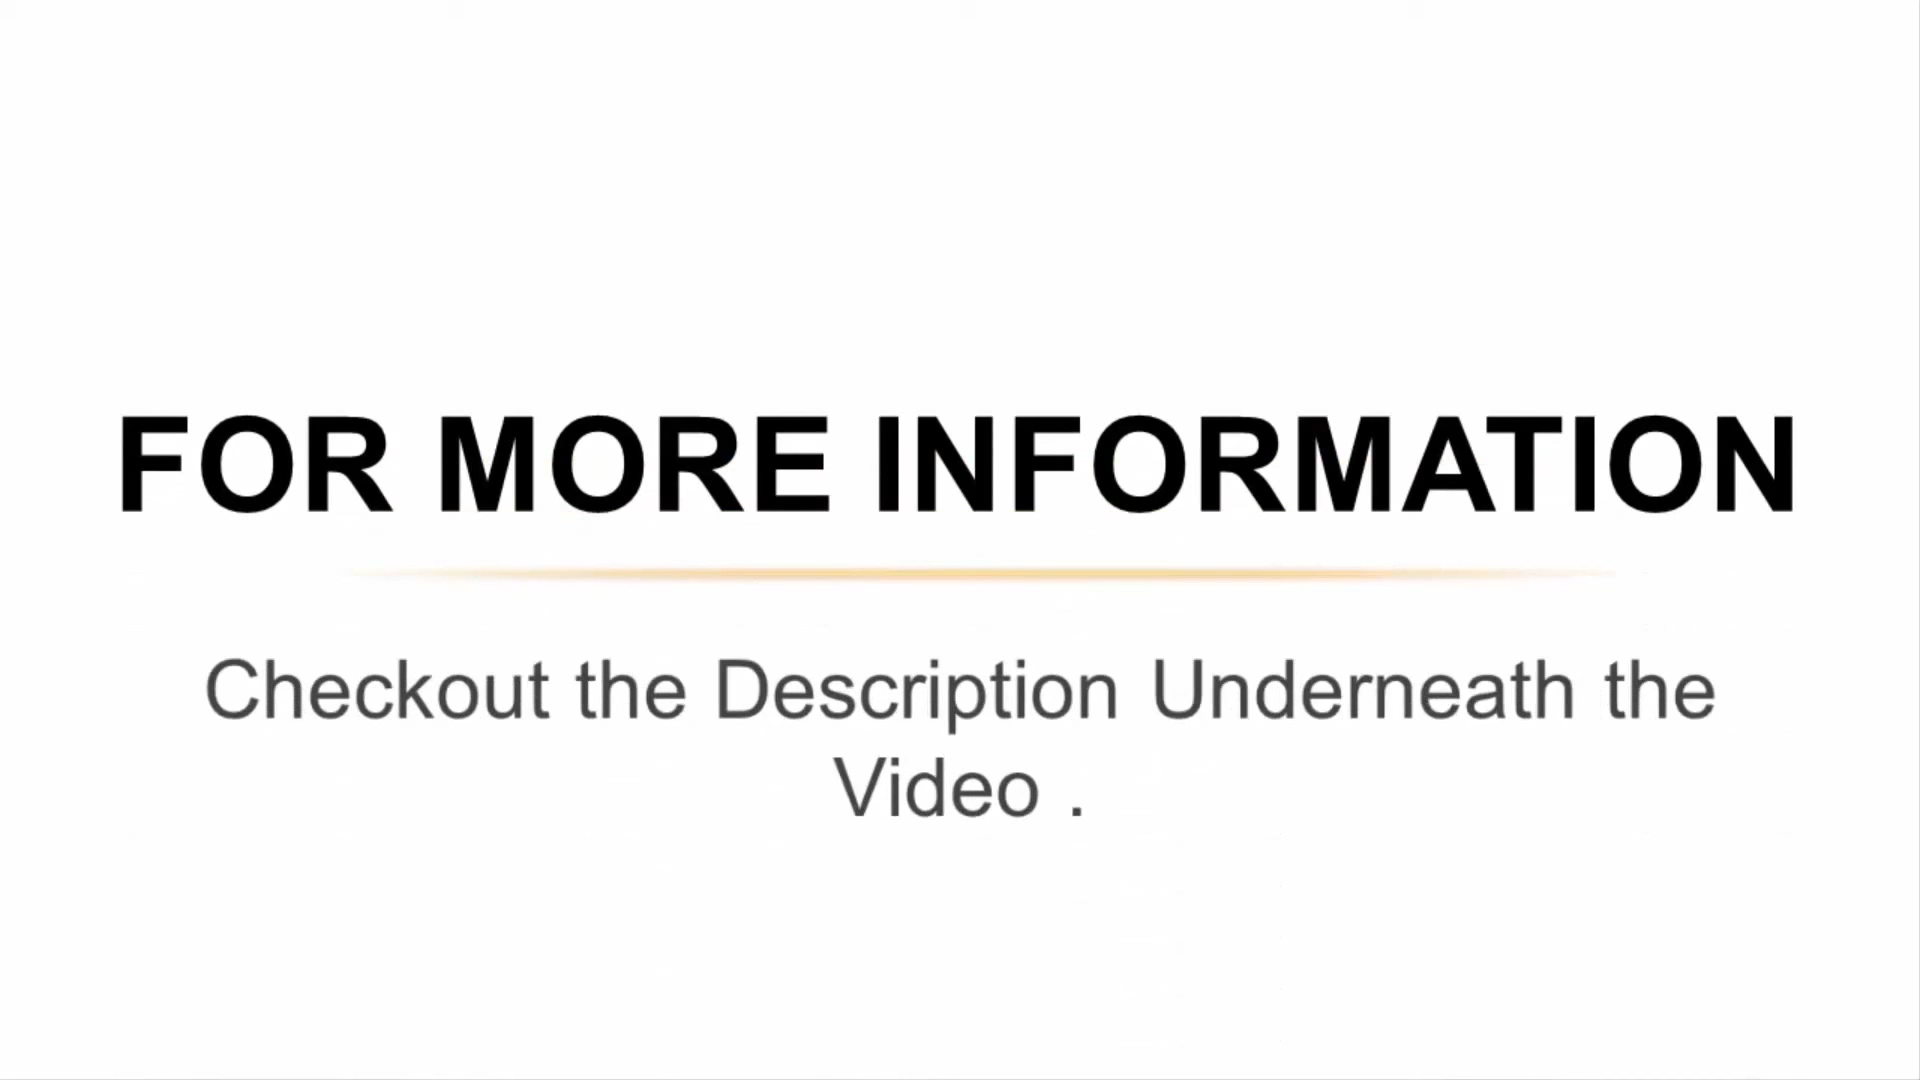 FOR MORE INFORMATION
Checkout the Description Underneath the
Video .